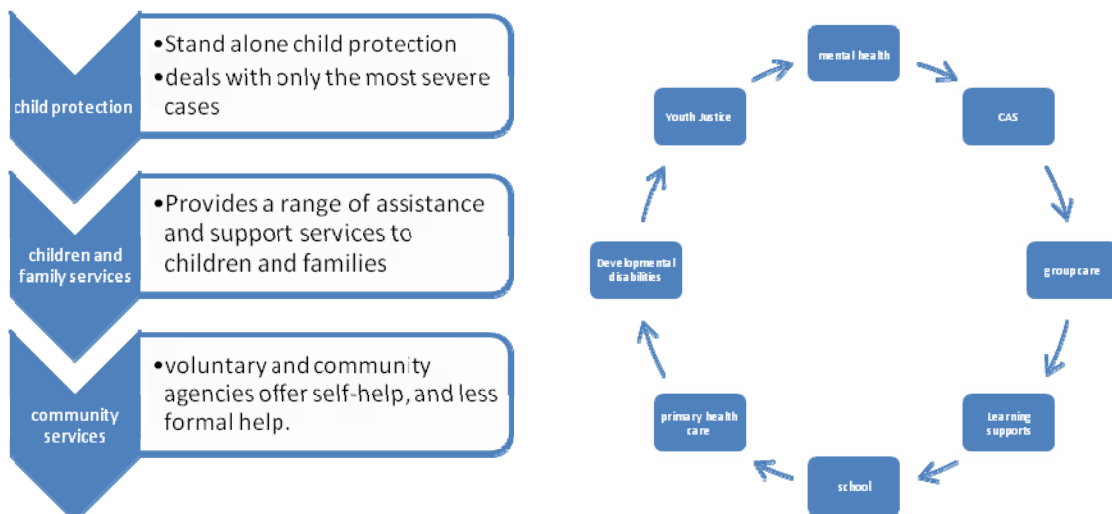 child protection
•Stand alone child protection
•deals with only the most severe
cases
children and
family services
•Provides a range of assistance
and support services to
children and families
community
services
•voluntary and community
agencies offer self-help, and less
formal help.
mental health
CAS
group care
Learning
supports
school
primary health
care
Developmental
disabilities
Youth Justice